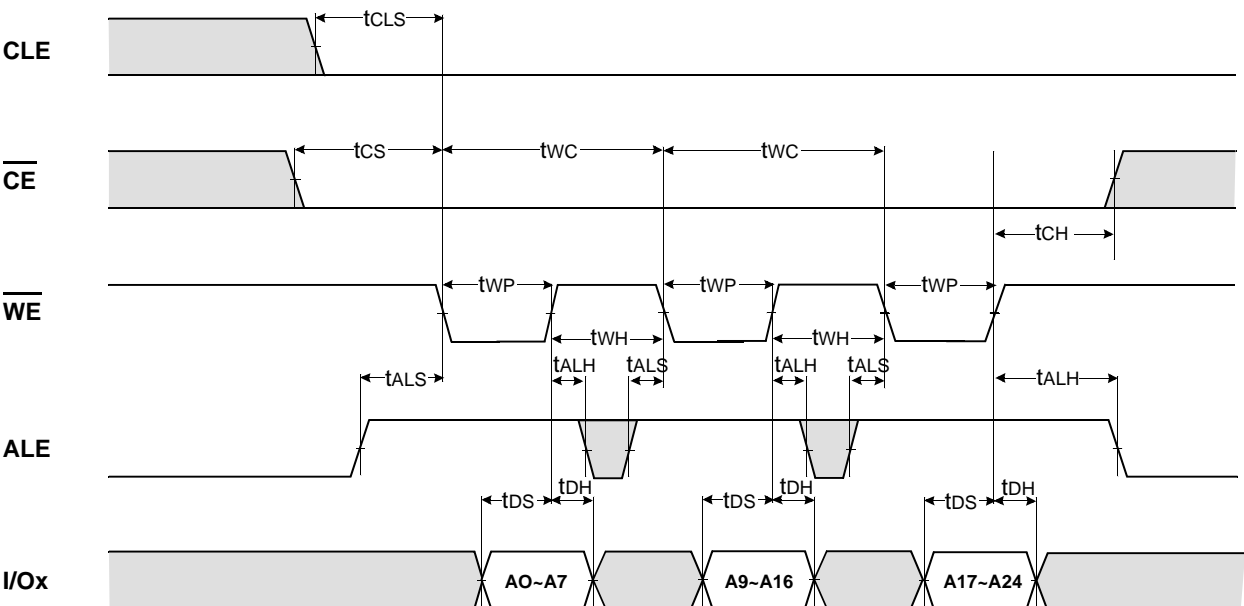 CLE
tCLS
CE
tCS
tWC
tWC
tCH
WE
tWP
tWP
tWP
tWH
tWH
tALS
tALH
tALS
tALH
tALS
tALH
ALE
tDS
tDH
tDS
tDH
tDS
tDH
I/Ox
AO~A7
A9~A16
A17~A24